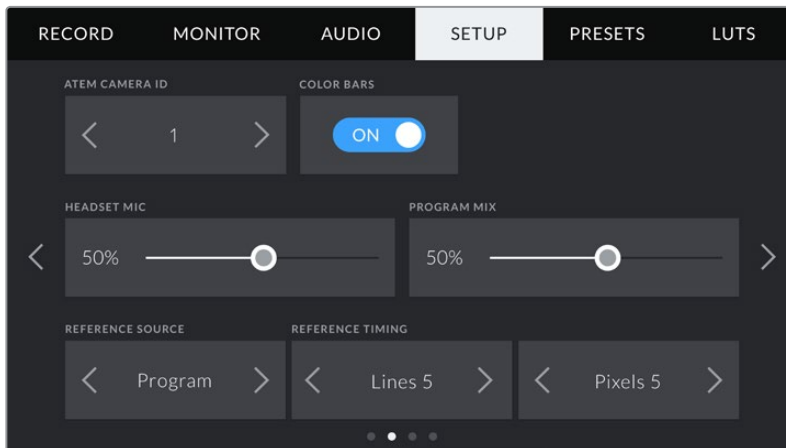 RECORD MONITOR AUDIO SETUP PRESETS LUTS
ATEM CAMERA ID COLOR BARS
1 ON
HEADSET MIC PROGRAM MIX
50% 50%
REFERENCE SOURCE REFERENCE TIMING
Program Lines 5 Pixels 5